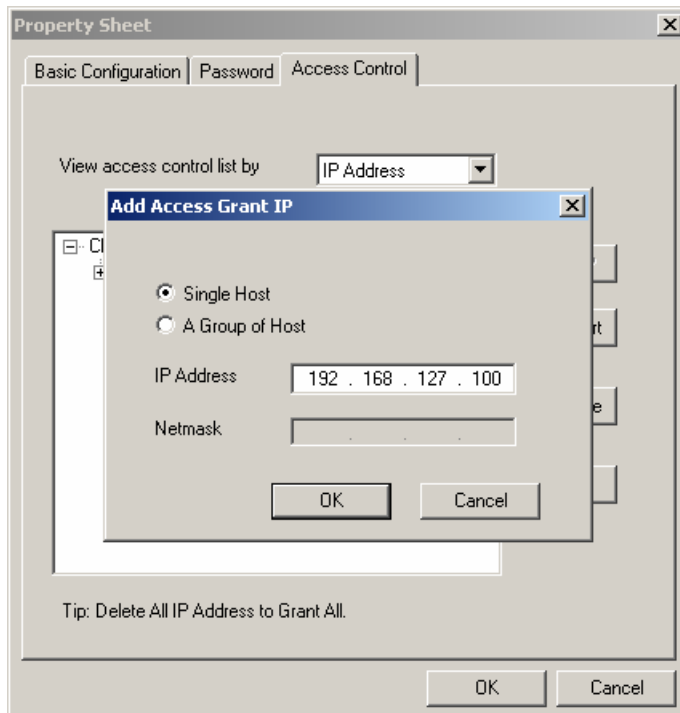 Property Sheet
Basic Configuration Password Access Control
View access control list by IP Address
Add Access Grant IP
Single Host
A Group of Host
IP Address 192 . 168 . 127 . 100
Netmask . . .
OK Cancel
Tip: Delete All IP Address to Grant All.
OK Cancel